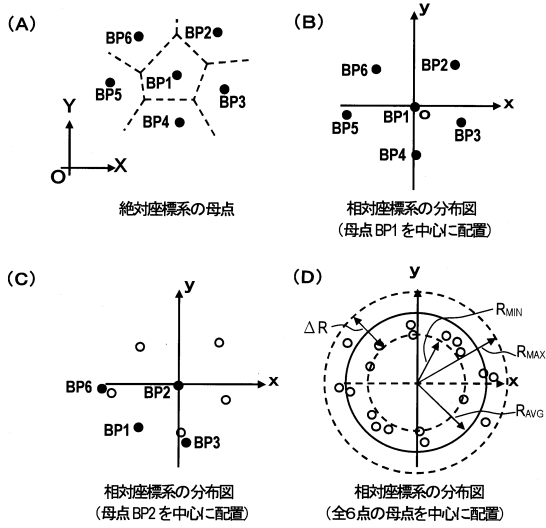 (A)
BP6
BP2
BP1
BP5
BP3
BP4
Y
O
X
絶対座標系の母点
(B)
y
BP6
BP2
x
BP5
BP1
O
BP3
BP4
相対座標系の分布図
(母点 BP1 を中心に配置)
(C)
y
x
BP6
BP2
BP1
BP3
相対座標系の分布図
(母点 BP2 を中心に配置)
(D)
y
ΔR
RMIN
RMAX
x
RAVG
相対座標系の分布図
(全6点の母点を中心に配置)